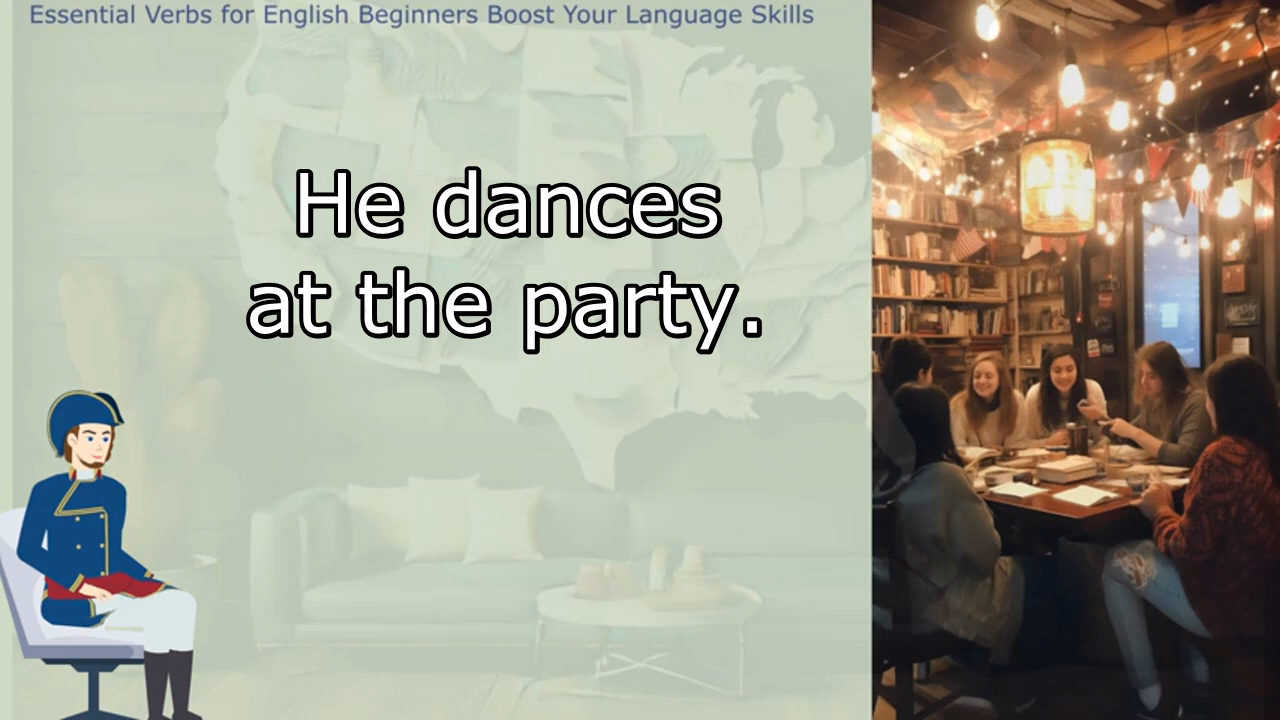 Essential Verbs for English Beginners Boost Your Language Skills
He dances
at the party.